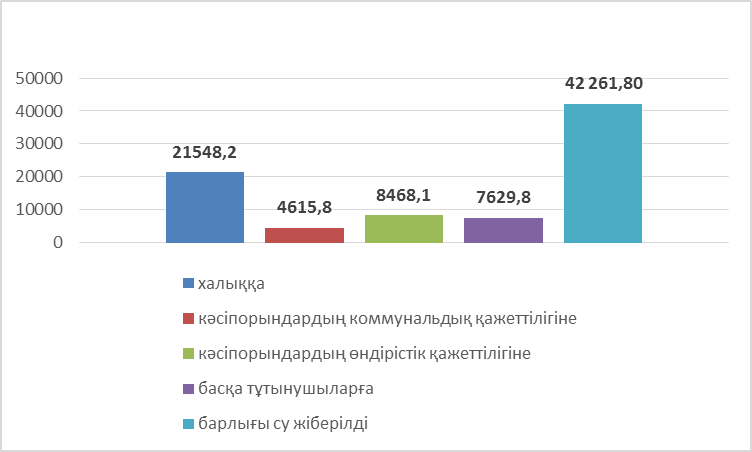 50000
40000
30000
20000
10000
0
21548,2
4615,8
8468,1
7629,8
42 261,80
халыққа
кәсіпорындардың коммунальдық қажеттілігіне
кәсіпорындардың өндірістік қажеттілігіне
басқа тұтынушыларға
барлығы су жіберілді